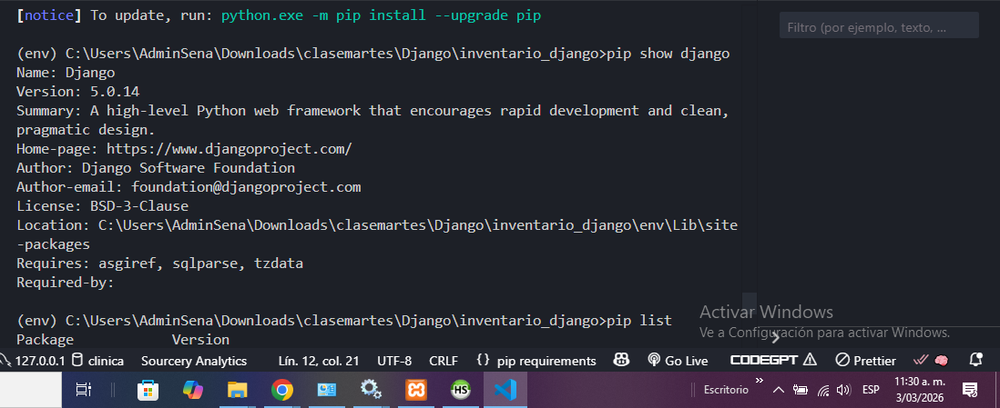 [notice] To update, run: python.exe -m pip install --upgrade pip
Filtro (por ejemplo, texto, ...
(env) C:\Users\AdminSena\Downloads\clasemartes\Django\inventario_django>pip show django
Name: Django
Version: 5.0.14
Summary: A high-level Python web framework that encourages rapid development and clean,
pragmatic design.
Home-page: https://www.djangoproject.com/
Author: Django Software Foundation
Author-email: foundation@djangoproject.com
License: BSD-3-Clause
Location: C:\Users\AdminSena\Downloads\clasemartes\Django\inventario_django\env\Lib\site
-packages
Requires: asgiref, sqlparse, tzdata
Required-by:
(env) C:\Users\AdminSena\Downloads\clasemartes\Django\inventario_django>pip list
Package Version
Activar Windows
Ve a Configuración para activar Windows.
127.0.0.1 clinica Sourcery Analytics Lín. 12, col. 21 UTF-8 CRLF {} pip requirements Go Live CODEGPT Prettier
HS Escritorio » ESP 11:30 a. m.
3/03/2026